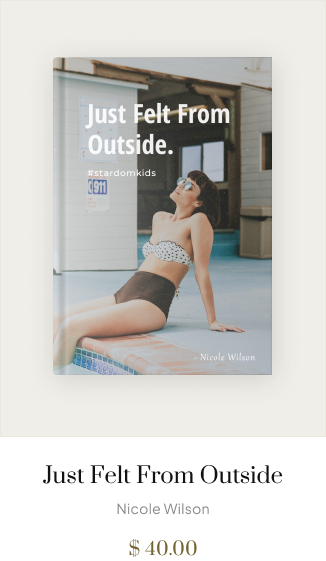 Just Felt From
Outside.
#stardomkids
- Nicole Wilson
Just Felt From Outside
Nicole Wilson
$ 40.00